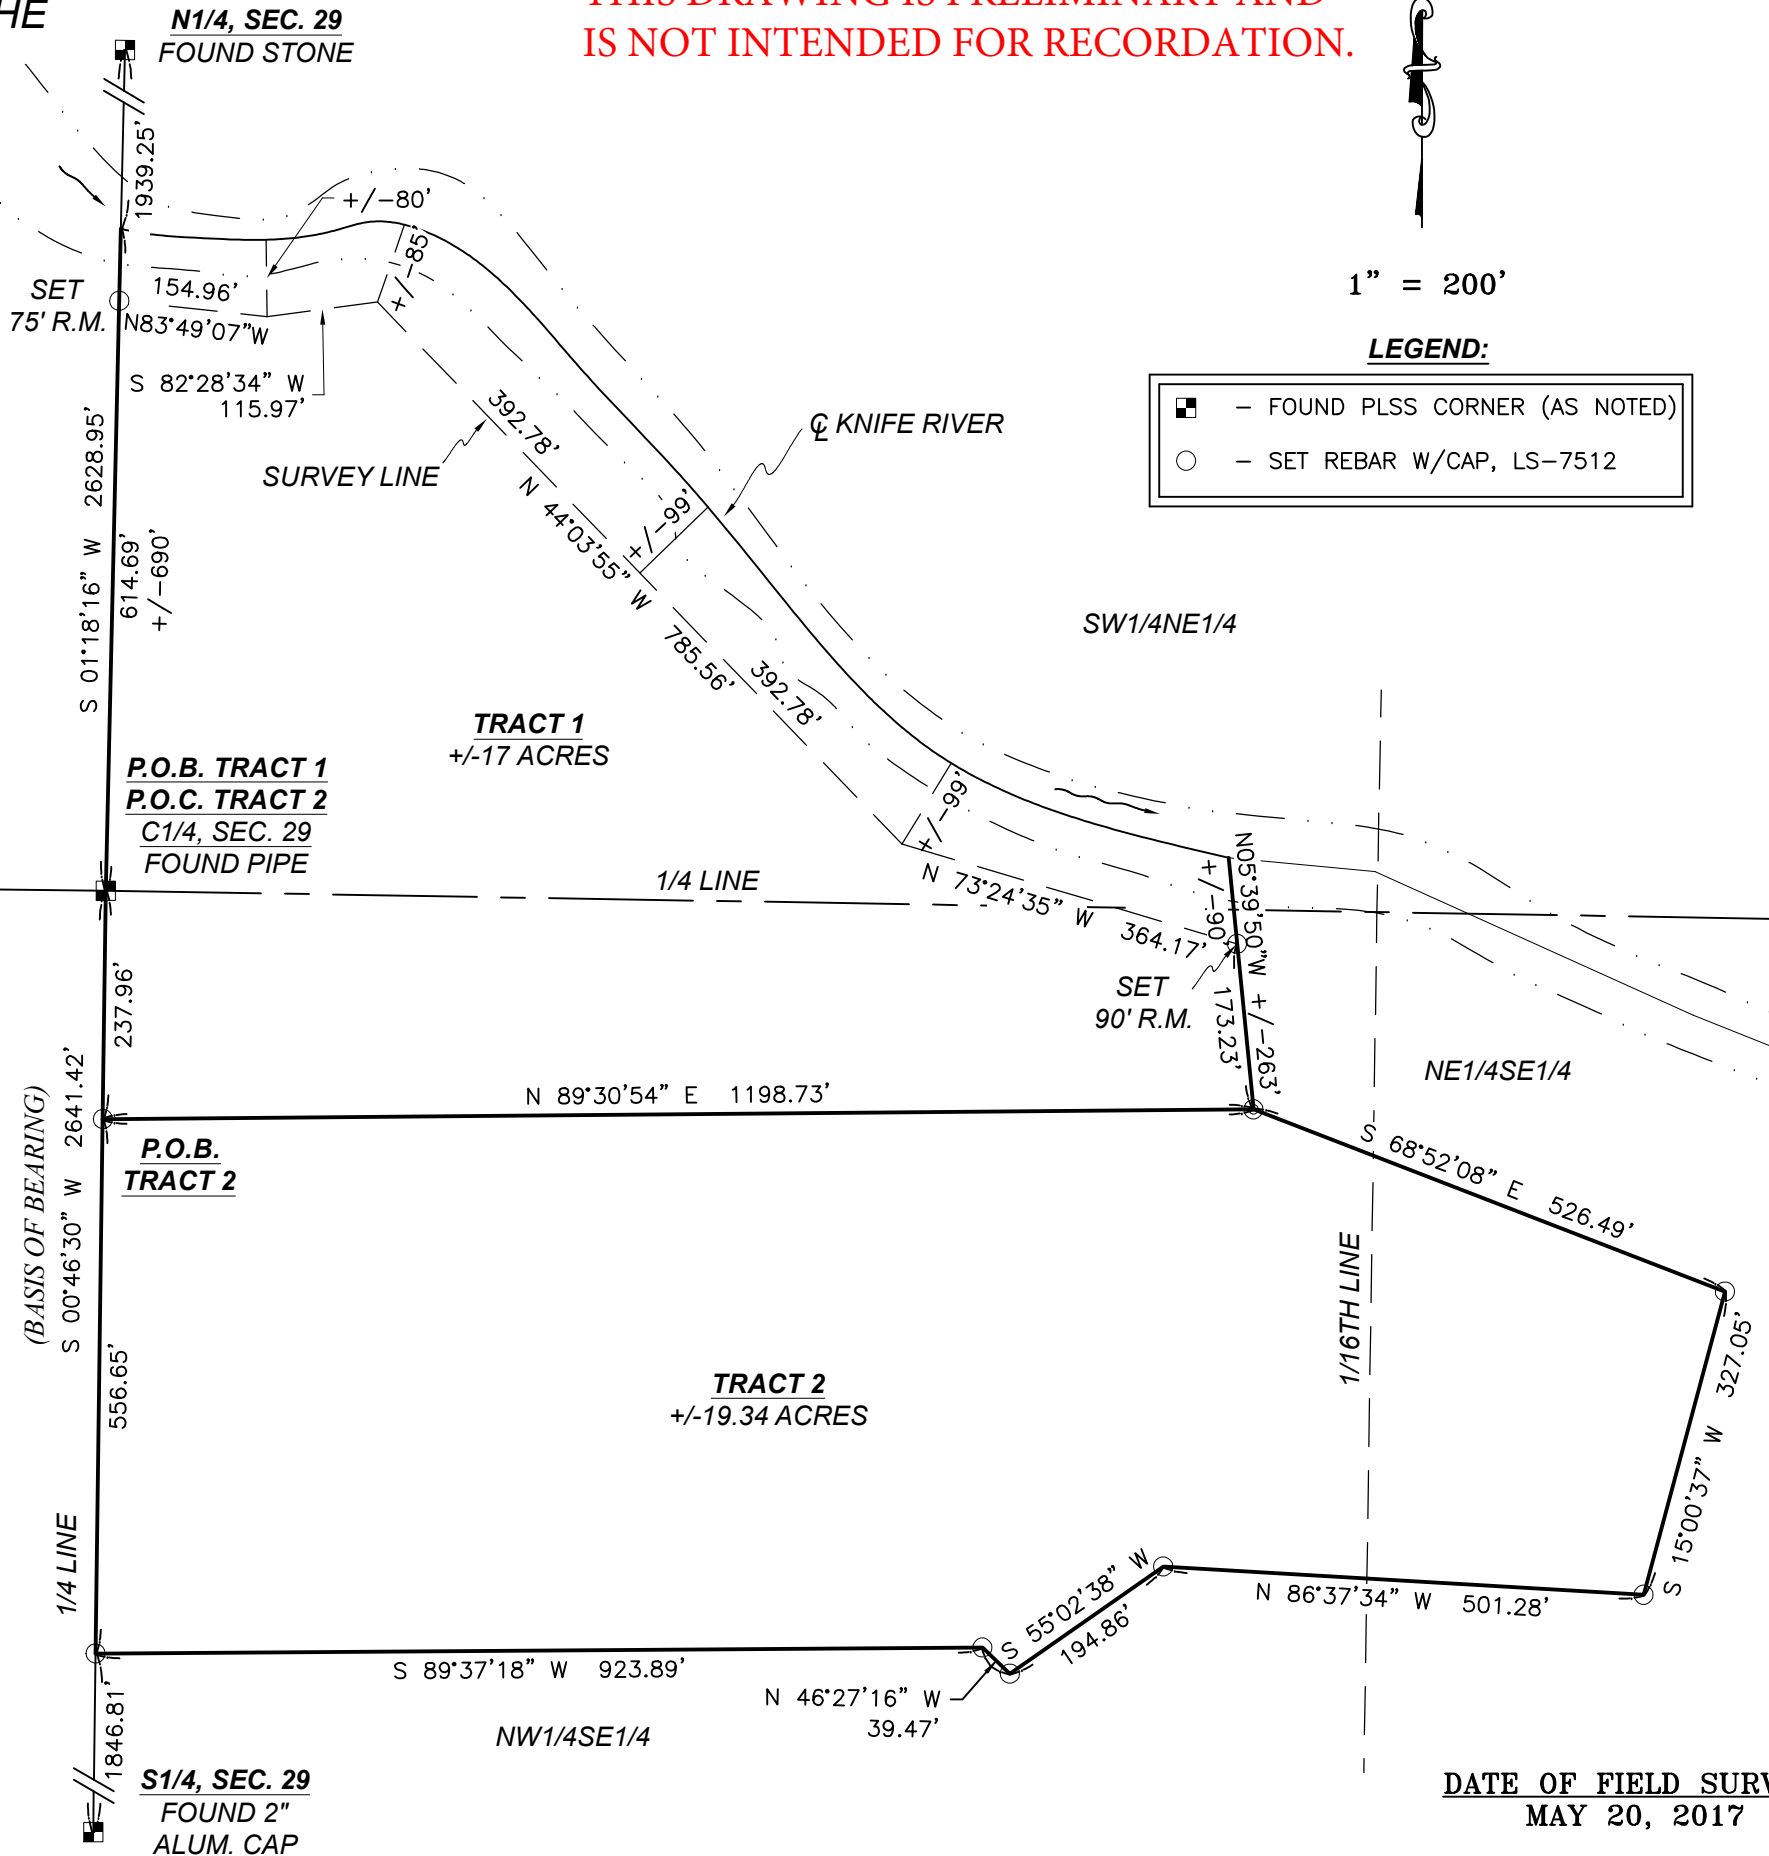 HE
N1/4, SEC. 29
FOUND STONE
THIS DRAWING IS PRELIMINARY AND
IS NOT INTENDED FOR RECORDATION.
1939.25'
+/-80'
+/-85'
154.96'
SET
75' R.M.
N83°49'07"W
S 82°28'34" W
115.97'
1" = 200'
LEGEND:
– FOUND PLSS CORNER (AS NOTED)
– SET REBAR W/CAP, LS-7512
℄ KNIFE RIVER
SURVEY LINE
392.78'
N 44°03'55" W 785.56'
392.78'
+/-99'
S 01°18'16" W 2628.95'
614.69'
+/-690'
SW1/4NE1/4
TRACT 1
+/-17 ACRES
P.O.B. TRACT 1
P.O.C. TRACT 2
C1/4, SEC. 29
FOUND PIPE
1/4 LINE
+/-99'
N 73°24'35" W 364.17'
+/-90'
N05°39'50"W +/-263'
SET
90' R.M.
173.23'
237.96'
NE1/4SE1/4
N 89°30'54" E 1198.73'
P.O.B.
TRACT 2
(BASIS OF BEARING)
S 00°46'30" W 2641.42'
S 68°52'08" E 526.49'
1/16TH LINE
556.65'
TRACT 2
+/-19.34 ACRES
S 15°00'37" W 327.05'
1/4 LINE
N 86°37'34" W 501.28'
S 55°02'38" W
194.86'
S 89°37'18" W 923.89'
N 46°27'16" W
39.47'
NW1/4SE1/4
1846.81'
S1/4, SEC. 29
FOUND 2"
ALUM. CAP
DATE OF FIELD SURV
MAY 20, 2017